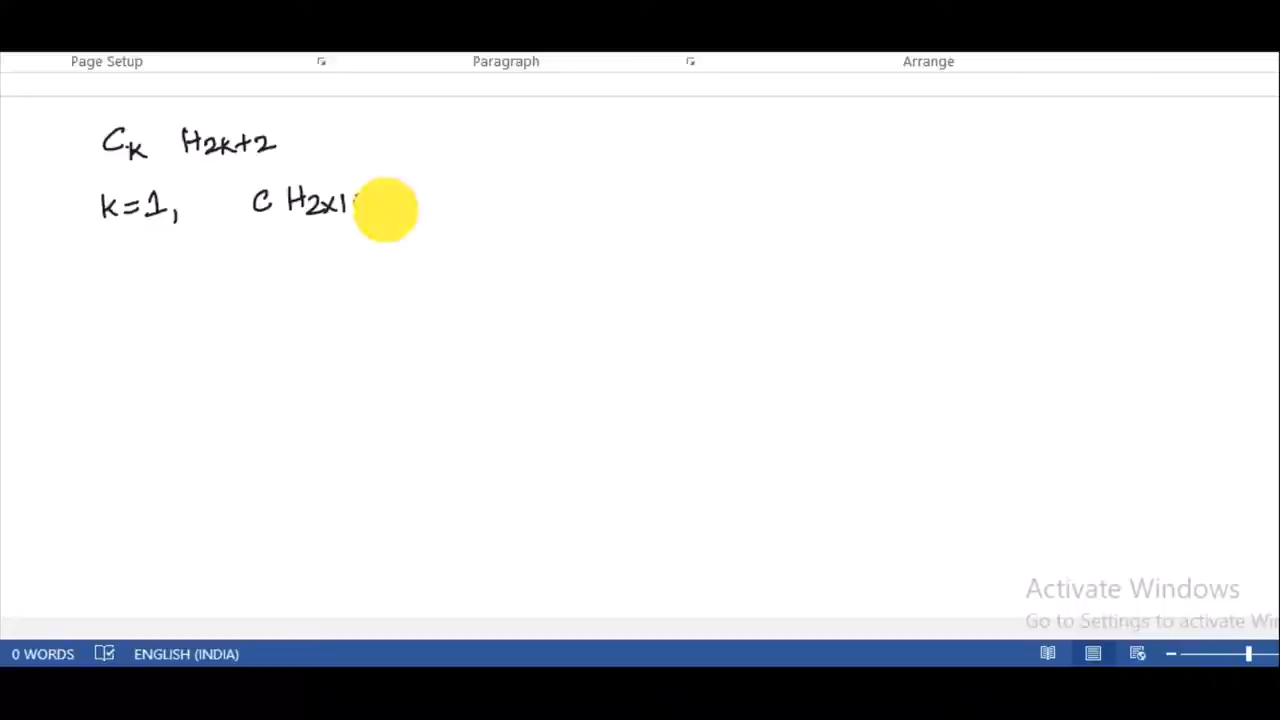 Page Setup Paragraph Arrange
Ck H2k+2
k=1, C H2x1
Activate Windows
Go to Settings to activate Wi
0 WORDS ENGLISH (INDIA)